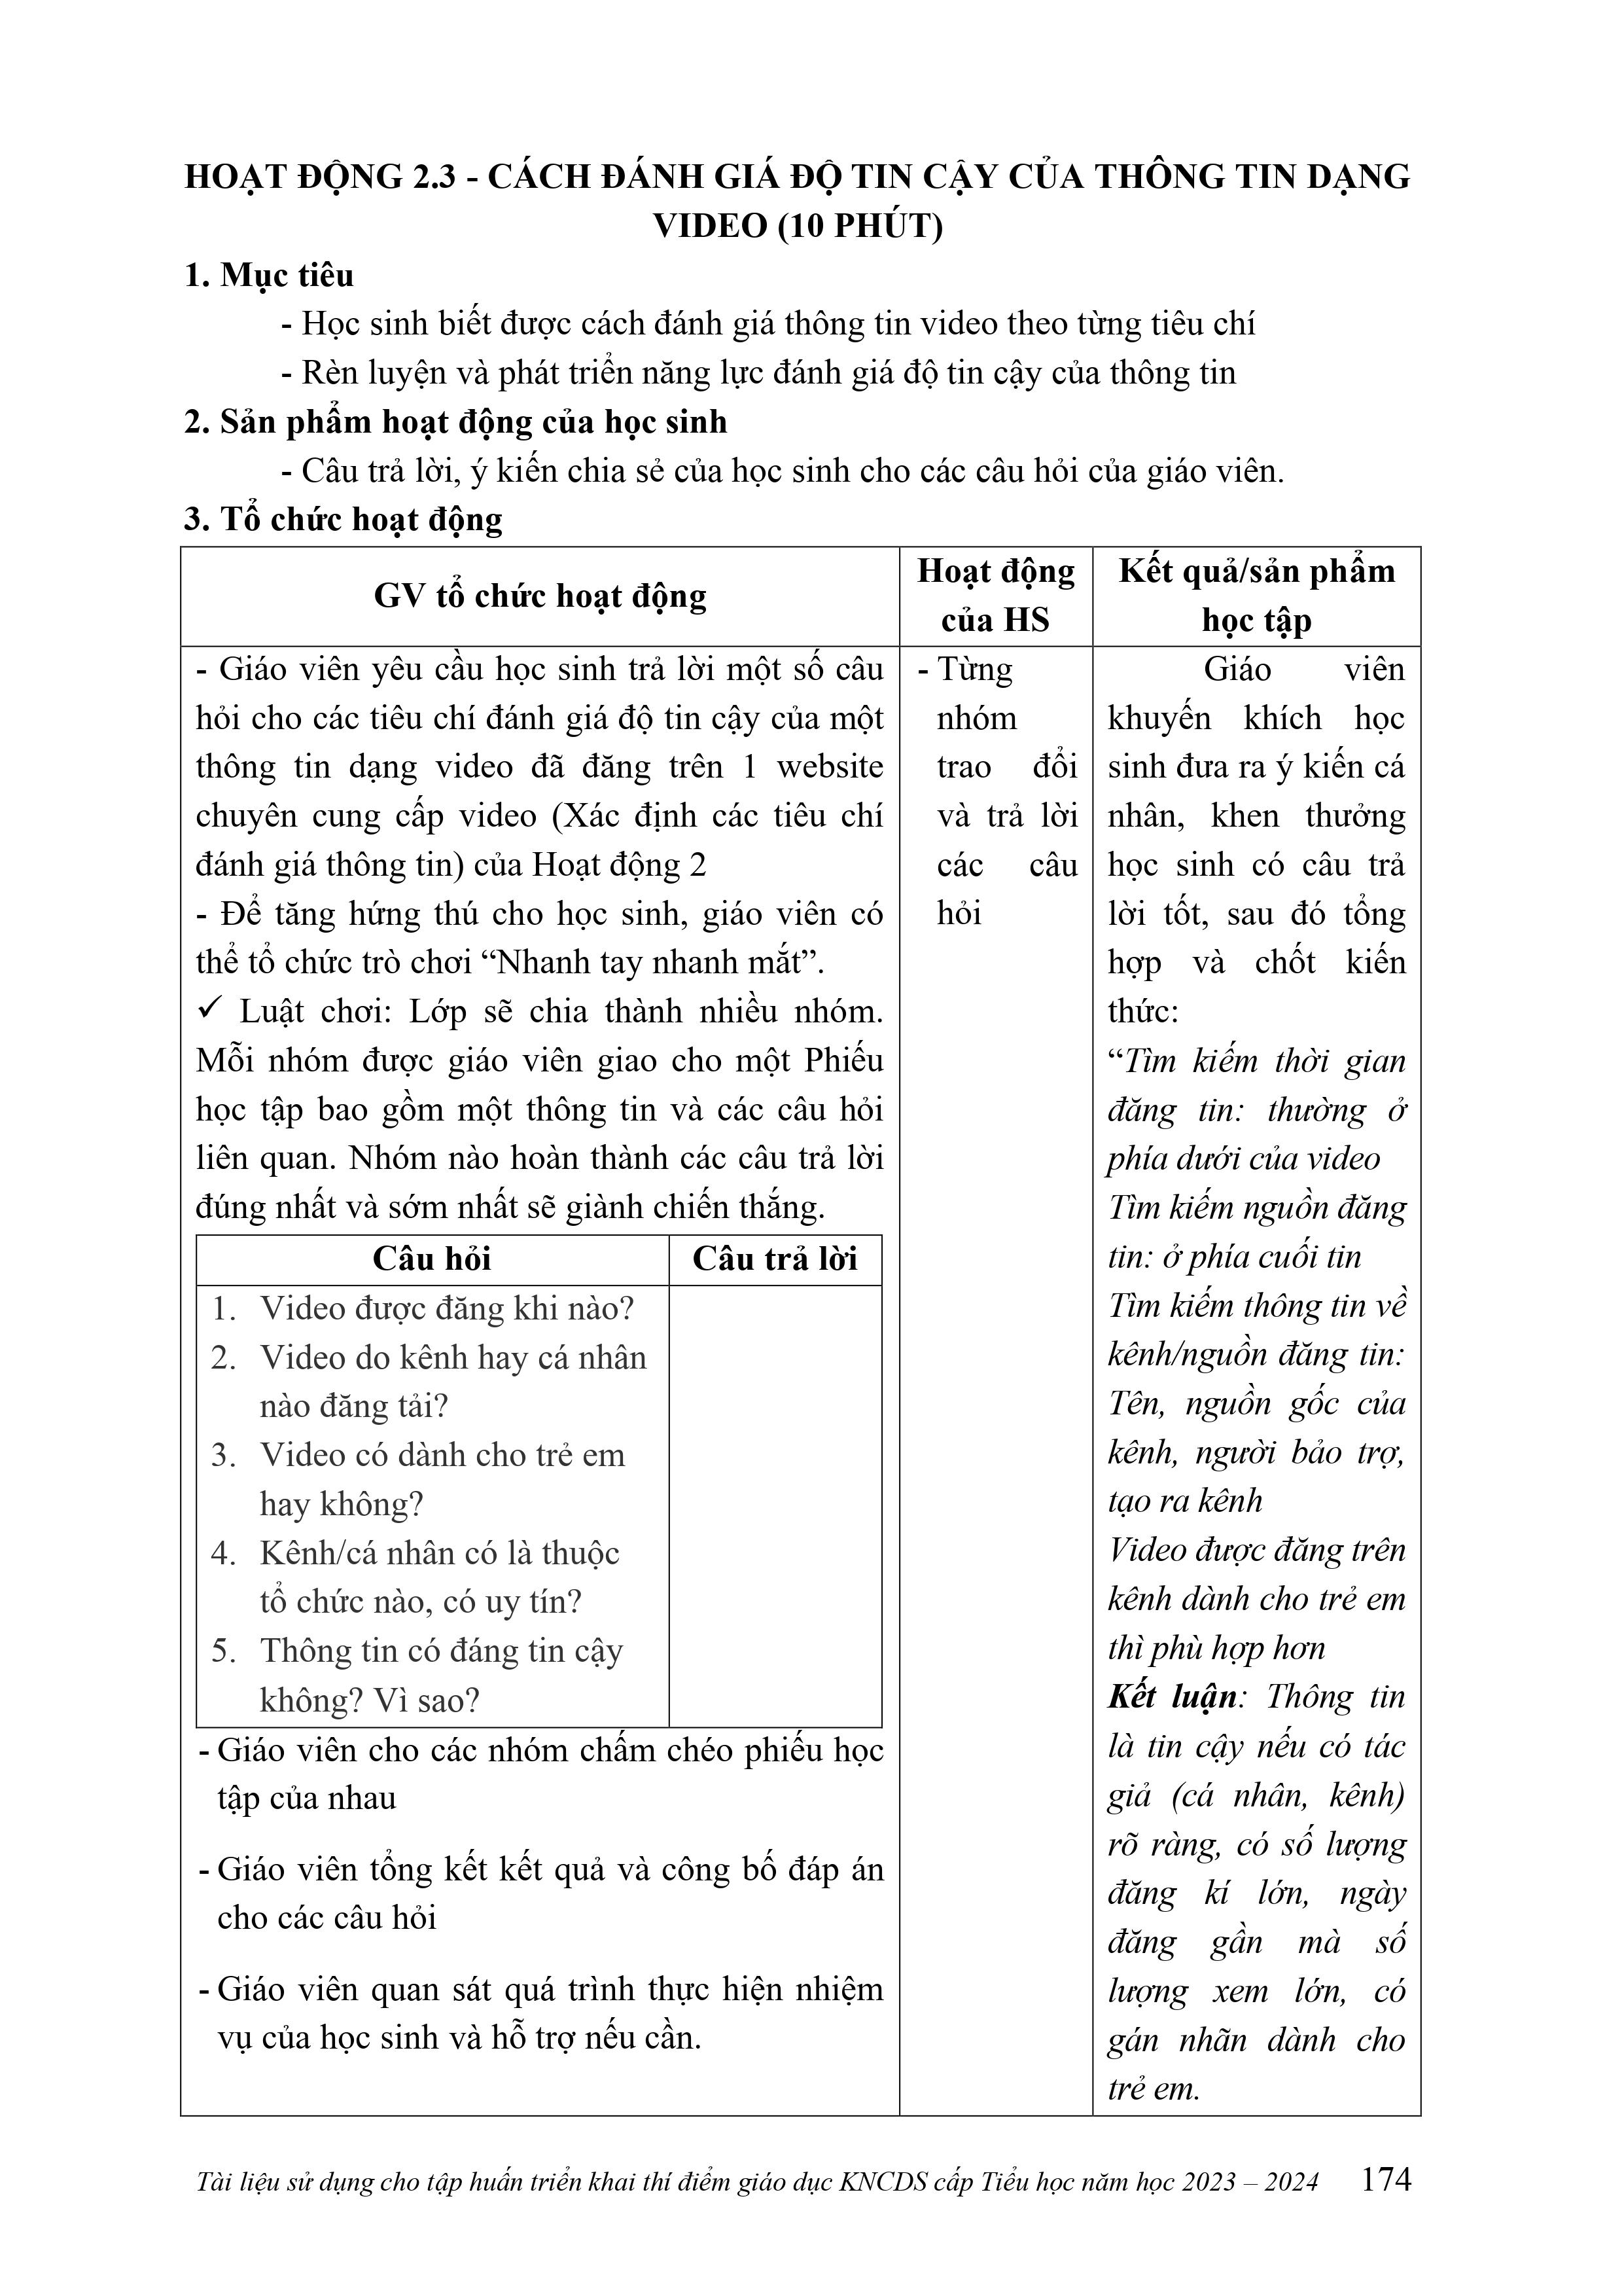 HOẠT ĐỘNG 2.3 - CÁCH ĐÁNH GIÁ ĐỘ TIN CẬY CỦA THÔNG TIN DẠNG
VIDEO (10 PHÚT)
1. Mục tiêu
- Học sinh biết được cách đánh giá thông tin video theo từng tiêu chí
- Rèn luyện và phát triển năng lực đánh giá độ tin cậy của thông tin
2. Sản phẩm hoạt động của học sinh
- Câu trả lời, ý kiến chia sẻ của học sinh cho các câu hỏi của giáo viên.
3. Tổ chức hoạt động
GV tổ chức hoạt động
Hoạt động
của HS
Kết quả/sản phẩm
học tập
- Giáo viên yêu cầu học sinh trả lời một số câu
hỏi cho các tiêu chí đánh giá độ tin cậy của một
thông tin dạng video đã đăng trên 1 website
chuyên cung cấp video (Xác định các tiêu chí
đánh giá thông tin) của Hoạt động 2
- Để tăng hứng thú cho học sinh, giáo viên có
thể tổ chức trò chơi “Nhanh tay nhanh mắt”.
✓ Luật chơi: Lớp sẽ chia thành nhiều nhóm.
Mỗi nhóm được giáo viên giao cho một Phiếu
học tập bao gồm một thông tin và các câu hỏi
liên quan. Nhóm nào hoàn thành các câu trả lời
đúng nhất và sớm nhất sẽ giành chiến thắng.
Câu hỏi
Câu trả lời
1. Video được đăng khi nào?
2. Video do kênh hay cá nhân
nào đăng tải?
3. Video có dành cho trẻ em
hay không?
4. Kênh/cá nhân có là thuộc
tổ chức nào, có uy tín?
5. Thông tin có đáng tin cậy
không? Vì sao?
- Giáo viên cho các nhóm chấm chéo phiếu học
tập của nhau
- Giáo viên tổng kết kết quả và công bố đáp án
cho các câu hỏi
- Giáo viên quan sát quá trình thực hiện nhiệm
vụ của học sinh và hỗ trợ nếu cần.
- Từng
nhóm
trao đổi
và trả lời
các câu
hỏi
Giáo viên
khuyến khích học
sinh đưa ra ý kiến cá
nhân, khen thưởng
học sinh có câu trả
lời tốt, sau đó tổng
hợp và chốt kiến
thức:
“Tìm kiếm thời gian
đăng tin: thường ở
phía dưới của video
Tìm kiếm nguồn đăng
tin: ở phía cuối tin
Tìm kiếm thông tin về
kênh/nguồn đăng tin:
Tên, nguồn gốc của
kênh, người bảo trợ,
tạo ra kênh
Video được đăng trên
kênh dành cho trẻ em
thì phù hợp hơn
Kết luận: Thông tin
là tin cậy nếu có tác
giả (cá nhân, kênh)
rõ ràng, có số lượng
đăng kí lớn, ngày
đăng gần mà số
lượng xem lớn, có
gán nhãn dành cho
trẻ em.
Tài liệu sử dụng cho tập huấn triển khai thí điểm giáo dục KNCDS cấp Tiểu học năm học 2023 – 2024 174